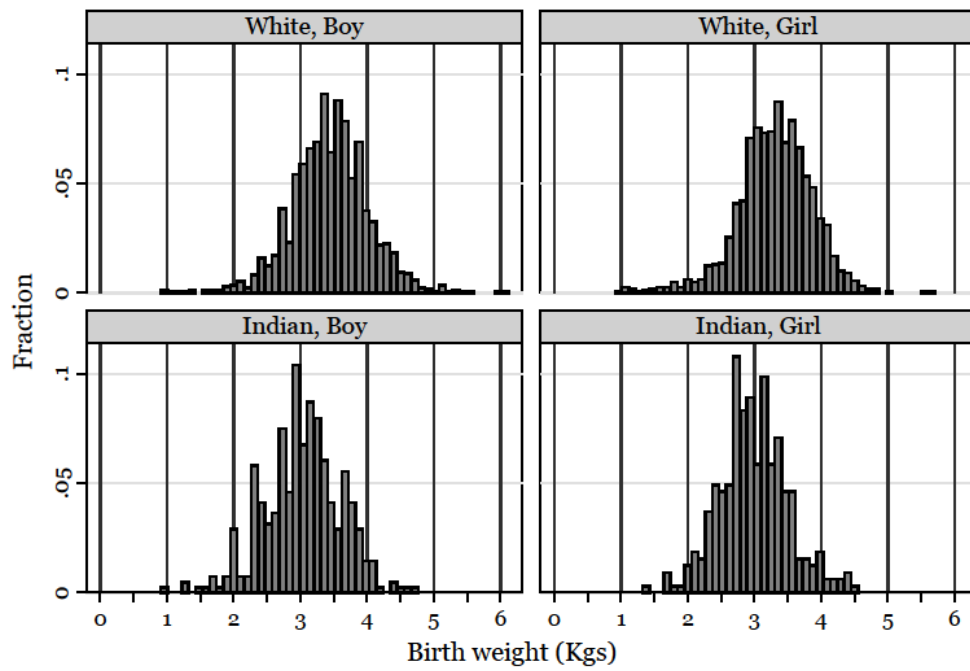 White, Boy
White, Girl
.1
.05
0
Indian, Boy
Indian, Girl
.1
.05
0
Fraction
0 1 2 3 4 5 6
0 1 2 3 4 5 6
Birth weight (Kgs)